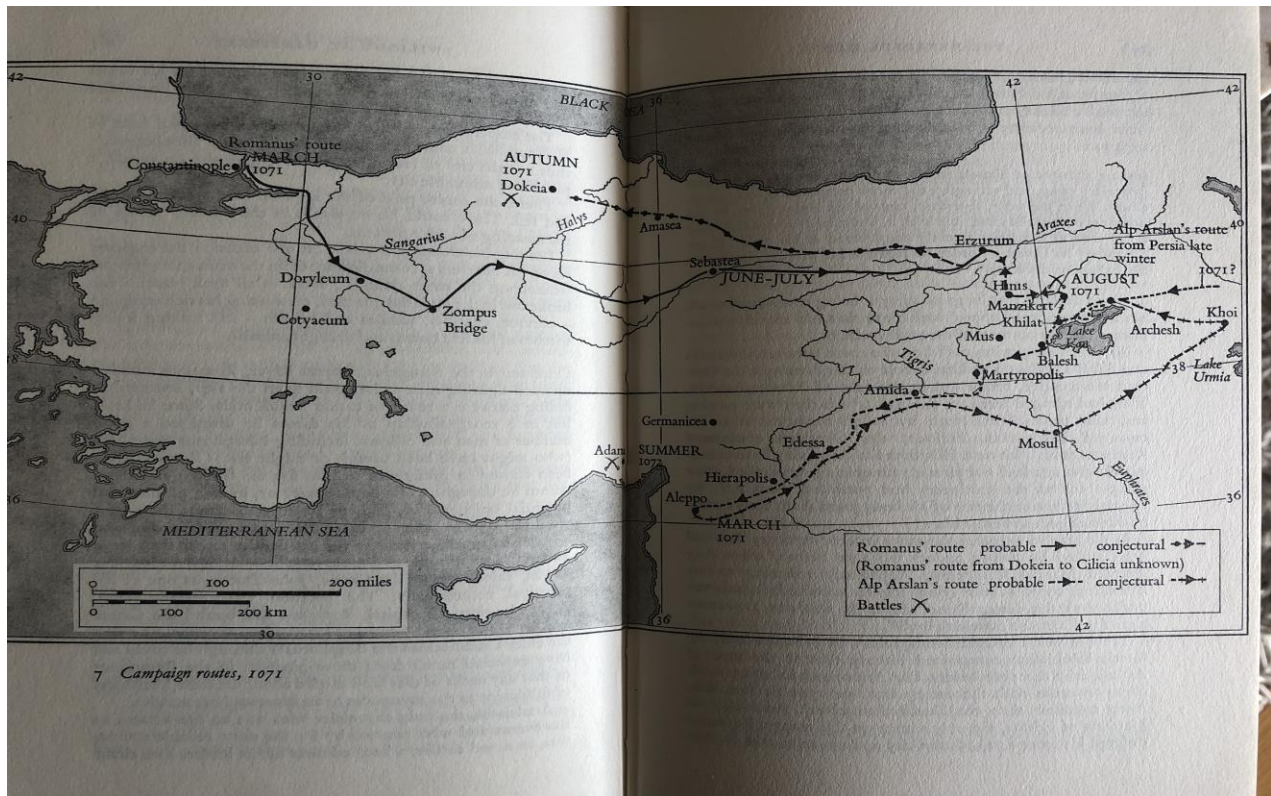 42
30
BLACK SEA
36
42
42
Romanus' route
MARCH
1071
Constantinople
AUTUMN
1071
Dokeia
Halys
Amasea
Araxes
40
40
Alp Arslan's route
from Persia late
winter
1071?
Sangarius
Erzurum
Sebastea
JUNE-JULY
Doryleum
Cotyaeum
Zompus
Bridge
Hinis
AUGUST
1071
Manzikert
Khilat
Archesh
Khoi
Mus
Lake
Van
Balesh
38
38
Lake
Urmia
Tigris
Martyropolis
Amida
Germanicea
Mosul
Adan
SUMMER
Edessa
Hierapolis
Euphrates
Aleppo
MARCH
1071
36
36
MEDITERRANEAN SEA
0 100 200 miles
0 100 200 km
30
36
42
Romanus' route probable conjectural
(Romanus' route from Dokeia to Cilicia unknown)
Alp Arslan's route probable conjectural
Battles
7 Campaign routes, 1071